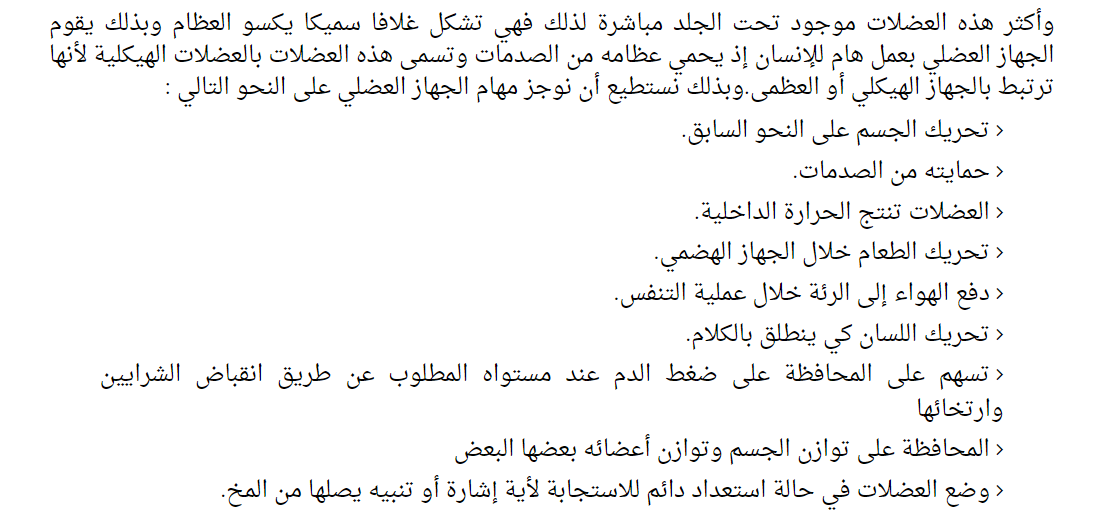 وأكثر هذه العضلات موجود تحت الجلد مباشرة لذلك فهي تشكل غلافا سميكا يكسو العظام وبذلك يقوم
الجهاز العضلي بعمل هام للإنسان إذ يحمي عظامه من الصدمات وتسمى هذه العضلات بالعضلات الهيكلية لأنها
ترتبط بالجهاز الهيكلي أو العظمى.وبذلك نستطيع أن نوجز مهام الجهاز العضلي على النحو التالي :
› تحريك الجسم على النحو السابق.
› حمايته من الصدمات.
› العضلات تنتج الحرارة الداخلية.
› تحريك الطعام خلال الجهاز الهضمي.
› دفع الهواء إلى الرئة خلال عملية التنفس.
› تحريك اللسان كي ينطلق بالكلام.
› تسهم على المحافظة على ضغط الدم عند مستواه المطلوب عن طريق انقباض الشرايين
وارتخائها
› المحافظة على توازن الجسم وتوازن أعضائه بعضها البعض
› وضع العضلات في حالة استعداد دائم للاستجابة لأية إشارة أو تنبيه يصلها من المخ.